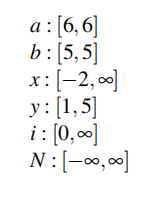 a : [6, 6]
b : [5, 5]
x : [−2, ∞]
y : [1, 5]
i : [0, ∞]
N : [−∞, ∞]